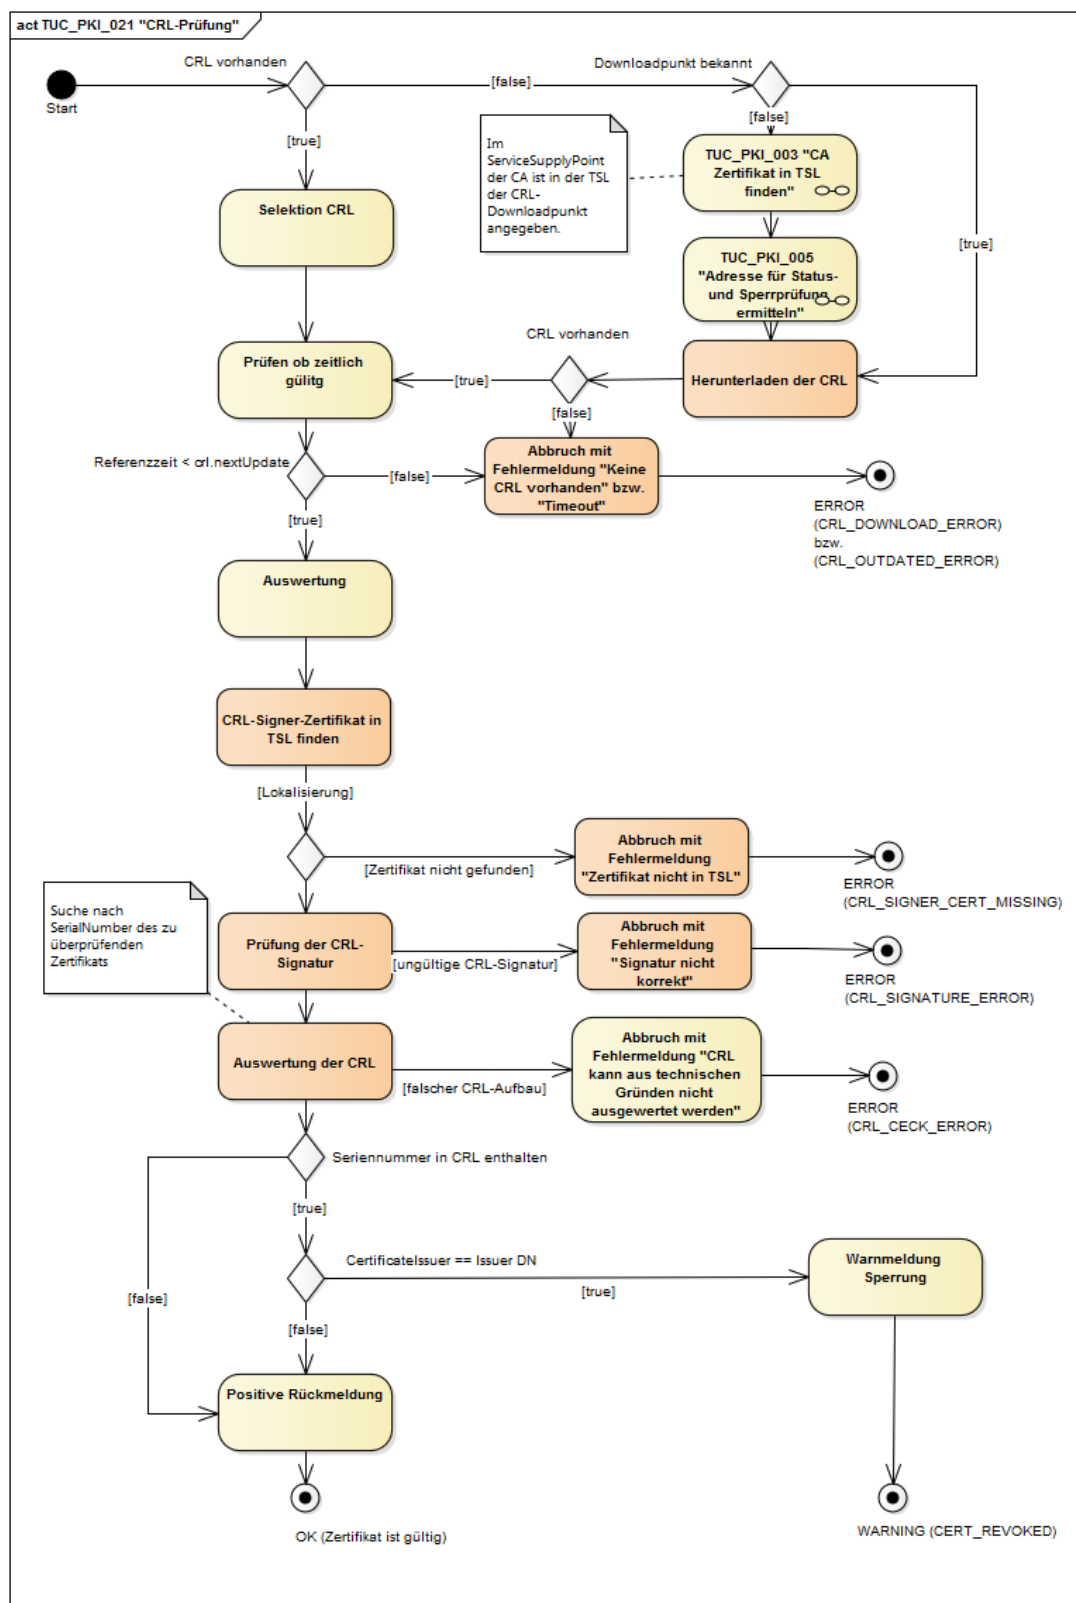 act TUC_PKI_021 "CRL-Prüfung"
CRL vorhanden
Downloadpunkt bekannt
[false]
Start
[false]
[true]
Im
ServiceSupplyPoint
der CA ist in der TSL
der CRL-
Downloadpunkt
angegeben.
TUC_PKI_003 "CA
Zertifikat in TSL
finden"
Selektion CRL
[true]
TUC_PKI_005
"Adresse für Status-
und Sperrprüfung
ermitteln"
CRL vorhanden
Prüfen ob zeitlich
gülitg
[true]
Herunterladen der CRL
[false]
Referenzzeit < crl.nextUpdate
[false]
Abbruch mit
Fehlermeldung "Keine
CRL vorhanden" bzw.
"Timeout"
ERROR
(CRL_DOWNLOAD_ERROR)
bzw.
(CRL_OUTDATED_ERROR)
[true]
Auswertung
CRL-Signer-Zertifikat in
TSL finden
[Lokalisierung]
[Zertifikat nicht gefunden]
Abbruch mit
Fehlermeldung
"Zertifikat nicht in TSL"
ERROR
(CRL_SIGNER_CERT_MISSING)
Suche nach
SerialNumber des zu
überprüfenden
Zertifikats
Prüfung der CRL-
Signatur
[ungültige CRL-Signatur]
Abbruch mit
Fehlermeldung
"Signatur nicht
korrekt"
ERROR
(CRL_SIGNATURE_ERROR)
Auswertung der CRL
[falscher CRL-Aufbau]
Abbruch mit
Fehlermeldung "CRL
kann aus technischen
Gründen nicht
ausgewertet werden"
ERROR
(CRL_CECK_ERROR)
Seriennummer in CRL enthalten
[true]
CertificateIssuer == Issuer DN
[true]
Warnmeldung
Sperrung
[false]
[false]
Positive Rückmeldung
OK (Zertifikat ist gültig)
WARNING (CERT_REVOKED)